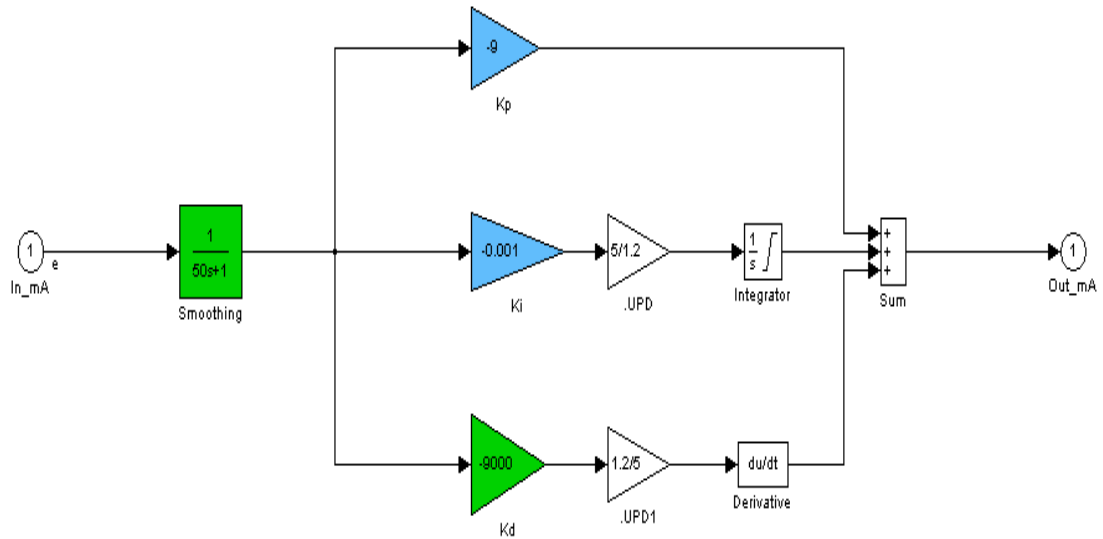 -9
Kp
1
e
In_mA
1
50s+1
Smoothing
-0.001
Ki
5/1.2
.UPD
1
s
Integrator
+
+
+
Sum
1
Out_mA
-9000
Kd
1.2/5
.UPD1
du/dt
Derivative